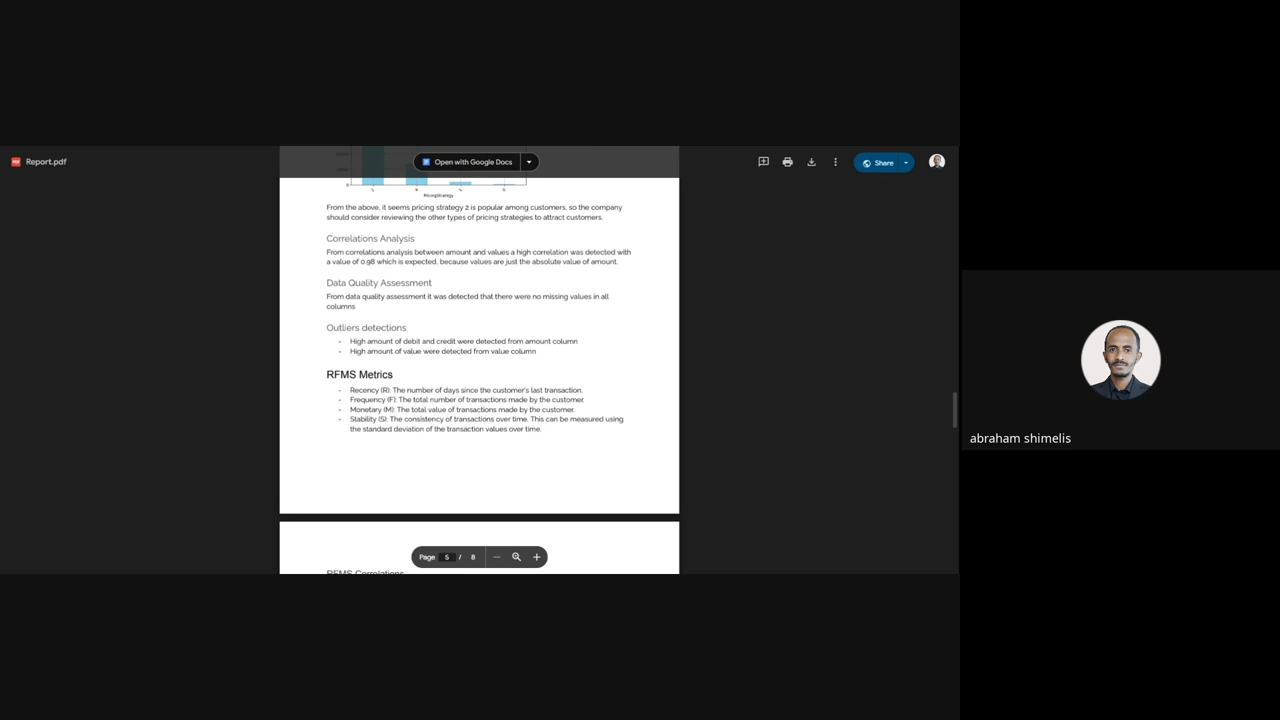 Report.pdf
Open with Google Docs
Share
PricingStrategy
From the above, it seems pricing strategy 2 is popular among customers, so the company
should consider reviewing the other types of pricing strategies to attract customers.
Correlations Analysis
From correlations analysis between amount and values a high correlation was detected with
a value of 0.98 which is expected, because values are just the absolute value of amount.
Data Quality Assessment
From data quality assessment it was detected that there were no missing values in all
columns
Outliers detections
- High amount of debit and credit were detected from amount column
- High amount of value were detected from value column
RFMS Metrics
- Recency (R): The number of days since the customer's last transaction.
- Frequency (F): The total number of transactions made by the customer.
- Monetary (M): The total value of transactions made by the customer.
- Stability (S): The consistency of transactions over time. This can be measured using
the standard deviation of the transaction values over time.
Page 5 / 8
RFMS Correlations
abraham shimelis